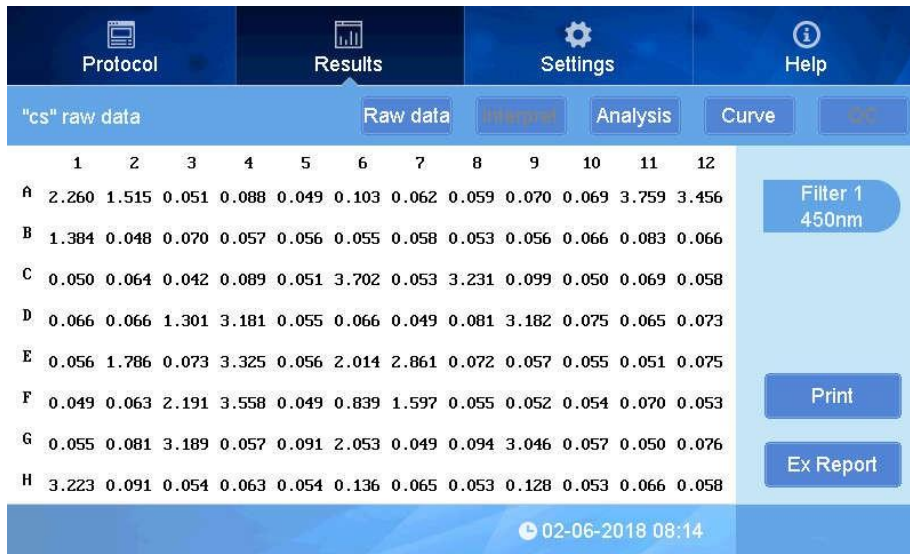 Protocol Results Settings Help
"cs" raw data Raw data Interpret Analysis Curve QC
1 2 3 4 5 6 7 8 9 10 11 12
A 2.260 1.515 0.051 0.088 0.049 0.103 0.062 0.059 0.070 0.069 3.759 3.456
B 1.384 0.048 0.070 0.057 0.056 0.055 0.058 0.053 0.056 0.066 0.083 0.066
C 0.050 0.064 0.042 0.089 0.051 3.702 0.053 3.231 0.099 0.050 0.069 0.058
D 0.066 0.066 1.301 3.181 0.055 0.066 0.049 0.081 3.182 0.075 0.065 0.073
E 0.056 1.786 0.073 3.325 0.056 2.014 2.861 0.072 0.057 0.055 0.051 0.075
F 0.049 0.063 2.191 3.558 0.049 0.839 1.597 0.055 0.052 0.054 0.070 0.053
G 0.055 0.081 3.189 0.057 0.091 2.053 0.049 0.094 3.046 0.057 0.050 0.076
H 3.223 0.091 0.054 0.063 0.054 0.136 0.065 0.053 0.128 0.053 0.066 0.058
Filter 1
450nm
Print
Ex Report
02-06-2018 08:14